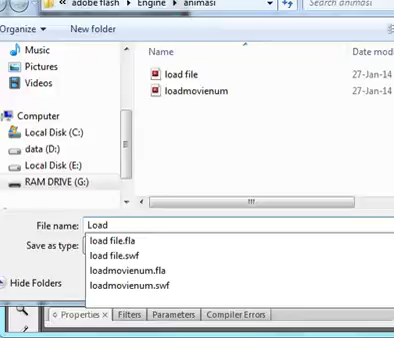 adobe flash ▸ Engine ▸ animasi
Search animasi
Organize
New folder
Name
Date mod
Music
Pictures
Videos
Computer
Local Disk (C:)
data (D:)
Local Disk (E:)
RAM DRIVE (G:)
load file 27-Jan-14
loadmovienum 27-Jan-14
File name: Load
Save as type:
load file.fla
load file.swf
loadmovienum.fla
loadmovienum.swf
Hide Folders
Properties × Filters Parameters Compiler Errors